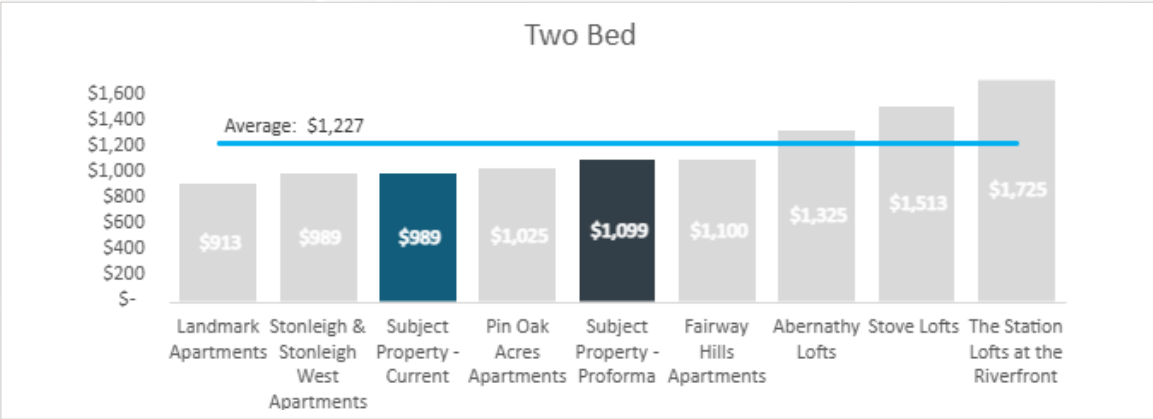 Two Bed
$1,600
$1,400
$1,200
$1,000
$800
$600
$400
$200
$-
Average: $1,227
$913
$989
$989
$1,025
$1,099
$1,100
$1,325
$1,513
$1,725
Landmark
Apartments
Stonleigh &
Stonleigh
West
Apartments
Subject
Property -
Current
Pin Oak
Acres
Apartments
Subject
Property -
Proforma
Fairway
Hills
Apartments
Abernathy
Lofts
Stove Lofts
The Station
Lofts at the
Riverfront